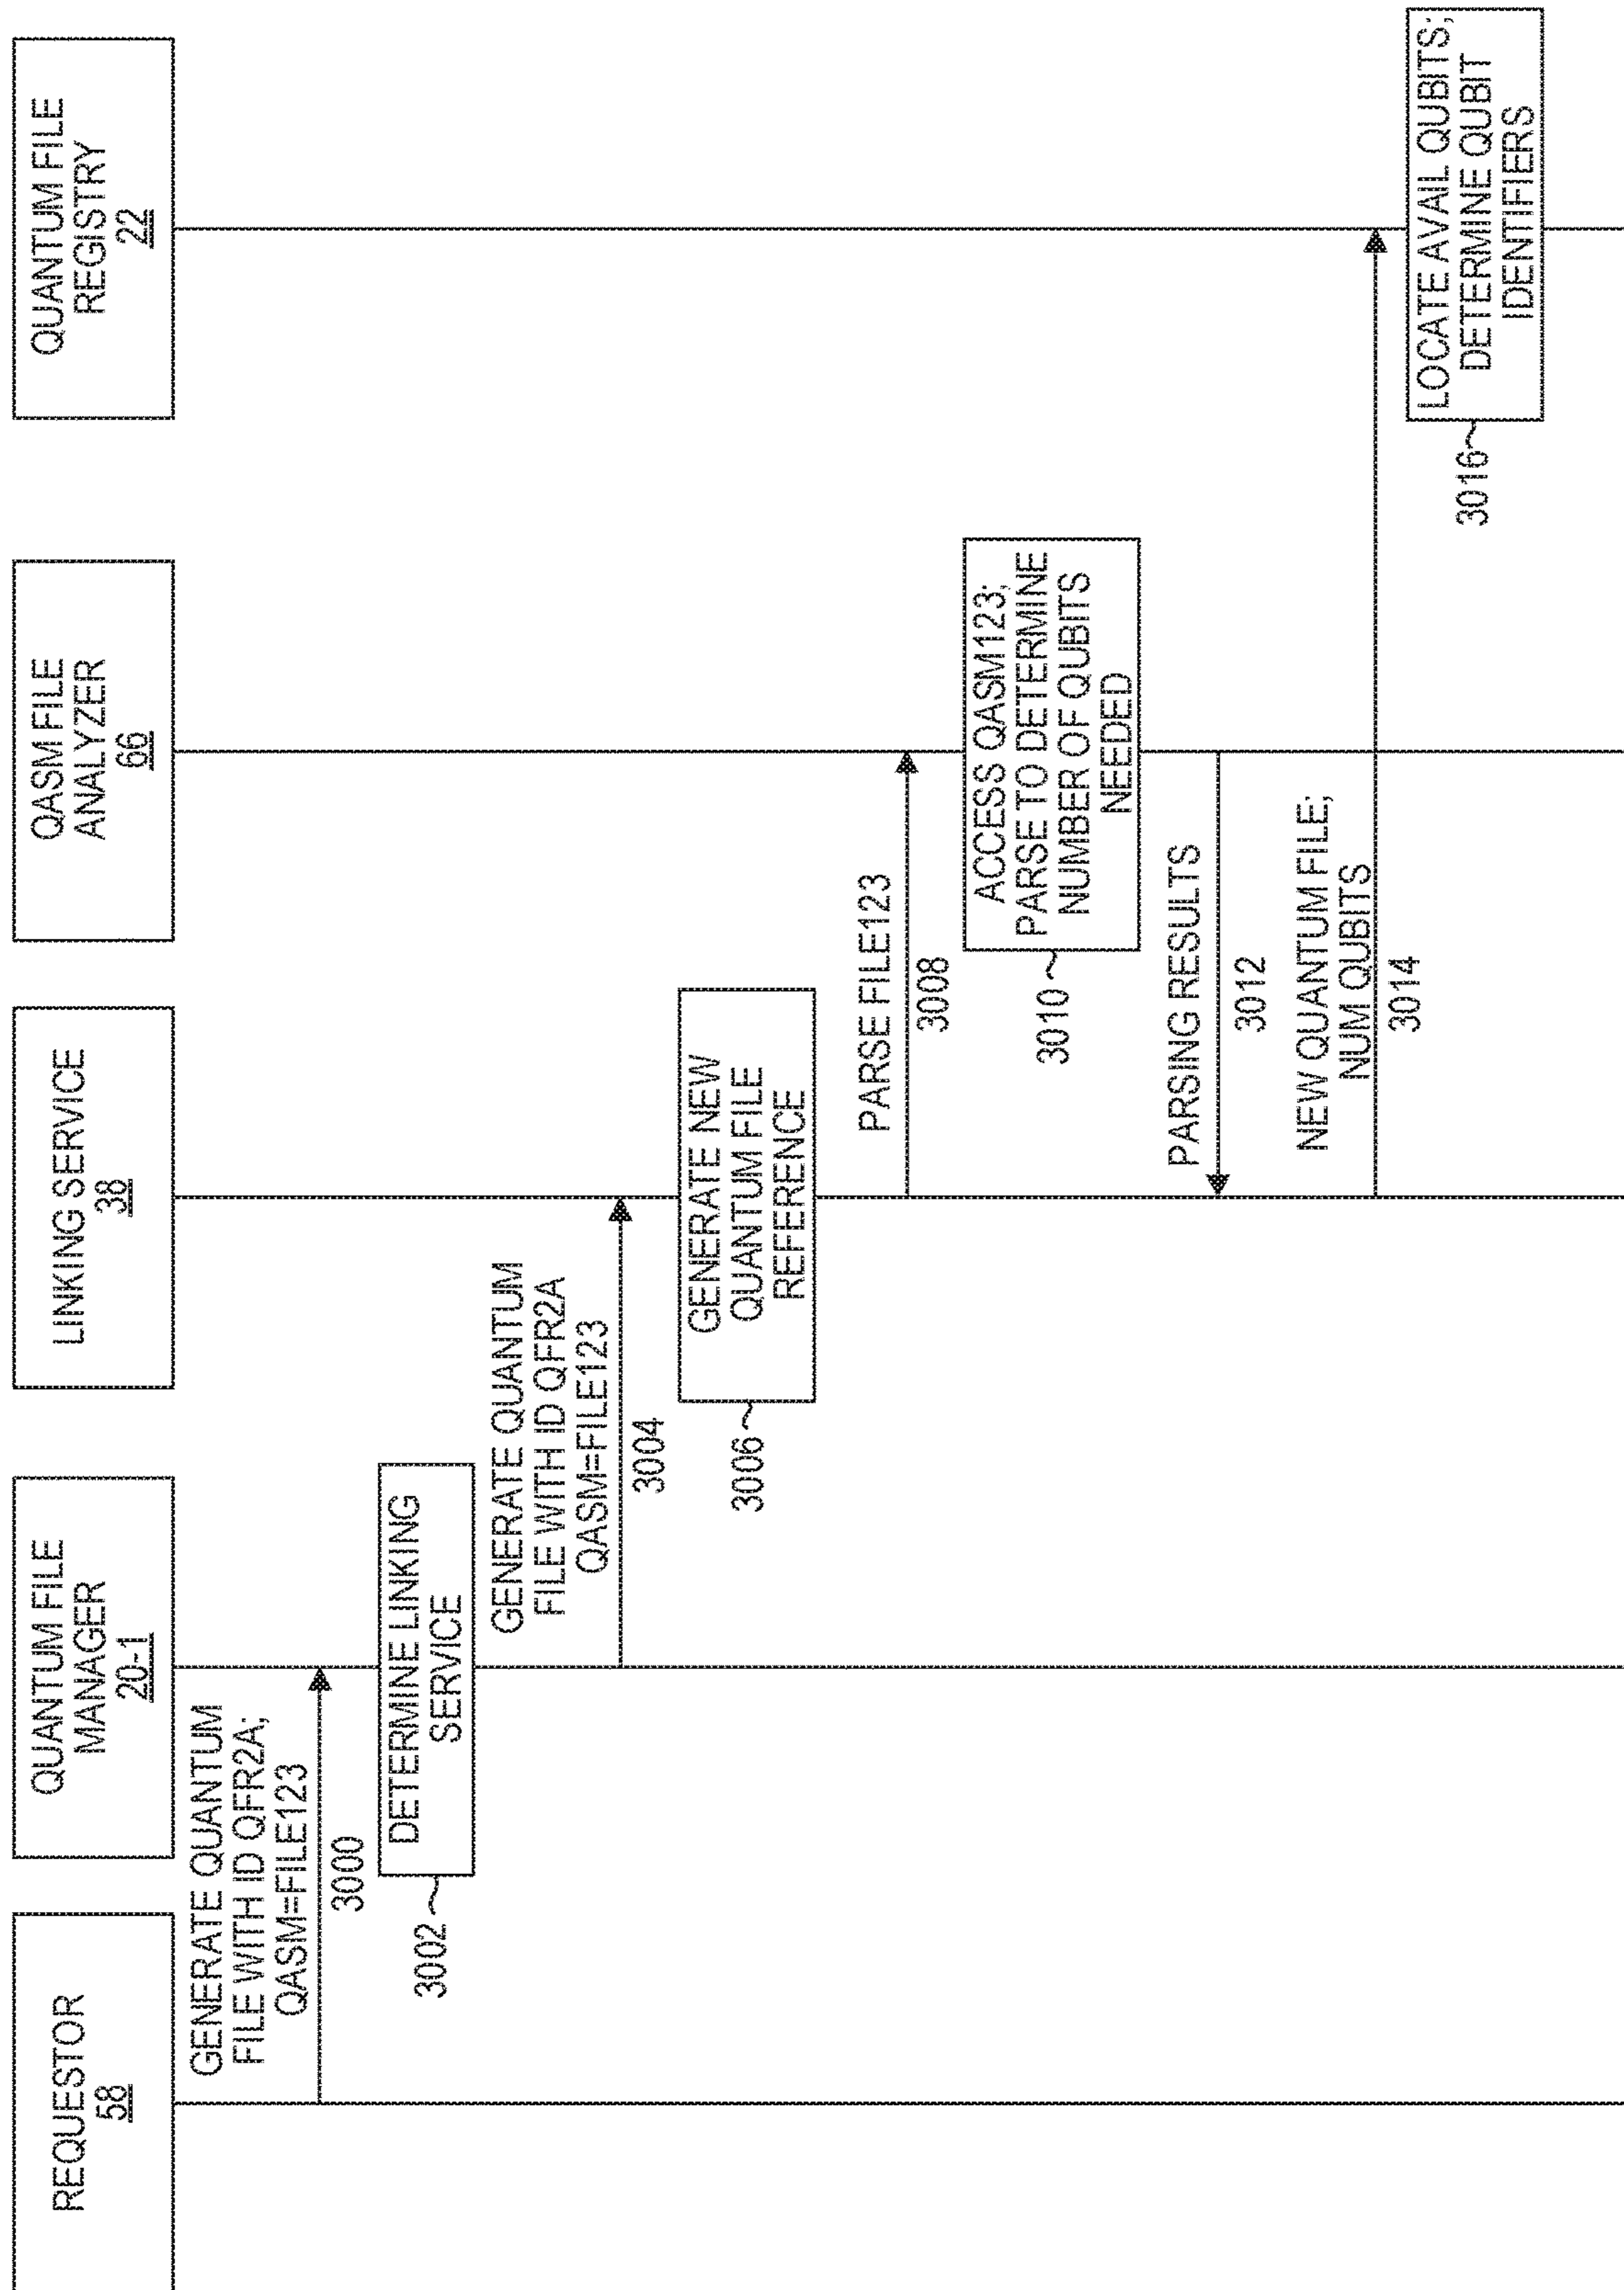 REQUESTOR
58
QUANTUM FILE
MANAGER
20-1
LINKING SERVICE
38
QASM FILE
ANALYZER
66
QUANTUM FILE
REGISTRY
22
GENERATE QUANTUM
FILE WITH ID QFR2A;
QASM=FILE123
3000
DETERMINE LINKING
SERVICE
3002
GENERATE QUANTUM
FILE WITH ID QFR2A
QASM=FILE123
3004
GENERATE NEW
QUANTUM FILE
REFERENCE
3006
PARSE FILE123
3008
ACCESS QASM123;
PARSE TO DETERMINE
NUMBER OF QUBITS
NEEDED
3010
PARSING RESULTS
3012
NEW QUANTUM FILE;
NUM QUBITS
3014
LOCATE AVAIL QUBITS;
DETERMINE QUBIT
IDENTIFIERS
3016